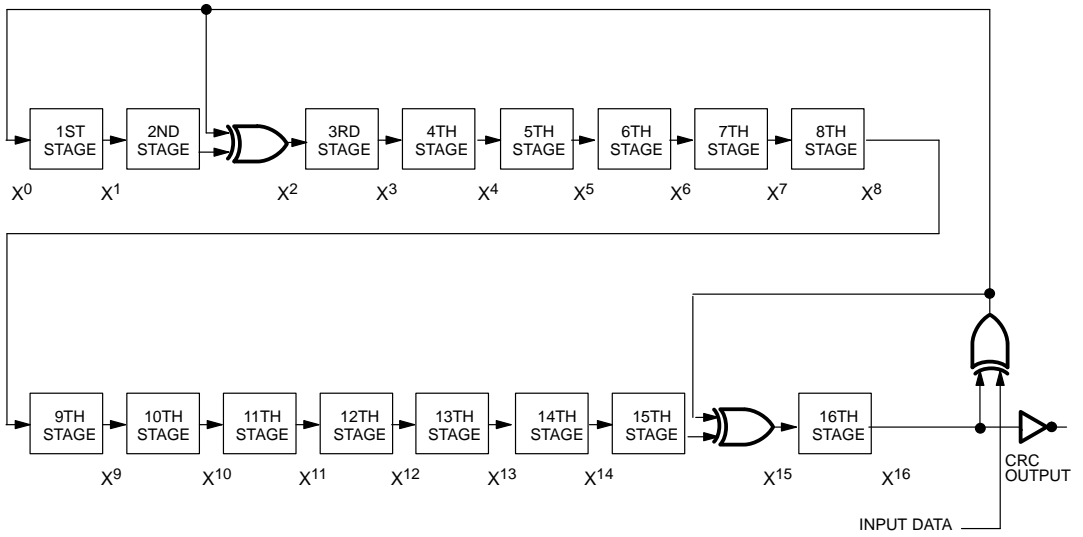 1ST
STAGE
2ND
STAGE
3RD
STAGE
4TH
STAGE
5TH
STAGE
6TH
STAGE
7TH
STAGE
8TH
STAGE
X⁰
X¹
X²
X³
X⁴
X⁵
X⁶
X⁷
X⁸
9TH
STAGE
10TH
STAGE
11TH
STAGE
12TH
STAGE
13TH
STAGE
14TH
STAGE
15TH
STAGE
16TH
STAGE
X⁹
X¹⁰
X¹¹
X¹²
X¹³
X¹⁴
X¹⁵
X¹⁶
CRC
OUTPUT
INPUT DATA